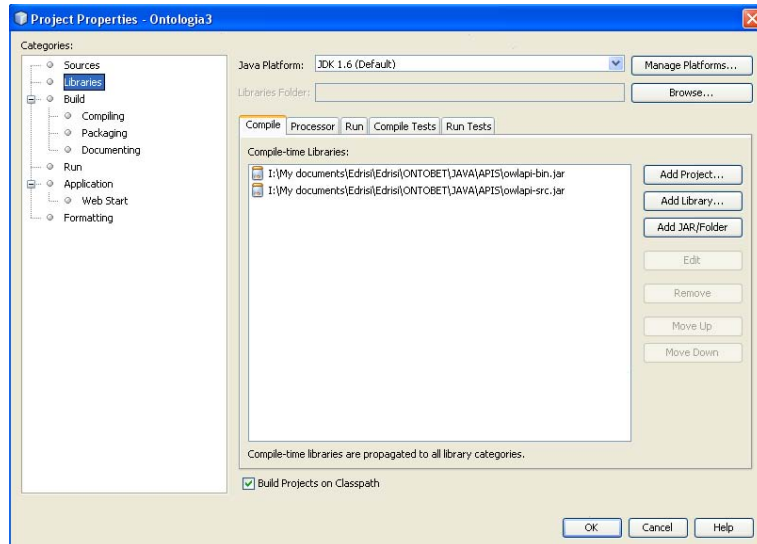 Project Properties - Ontologia3
Categories:
Sources
Libraries
Build
Compiling
Packaging
Documenting
Run
Application
Web Start
Formatting
Java Platform: JDK 1.6 (Default) Manage Platforms...
Libraries Folder: Browse...
Compile Processor Run Compile Tests Run Tests
Compile-time Libraries:
I:\My documents\Edrisi\Edrisi\ONTOBET\JAVA\APIS\owlapi-bin.jar
I:\My documents\Edrisi\Edrisi\ONTOBET\JAVA\APIS\owlapi-src.jar
Add Project...
Add Library...
Add JAR/Folder
Edit
Remove
Move Up
Move Down
Compile-time libraries are propagated to all library categories.
Build Projects on Classpath
OK Cancel Help